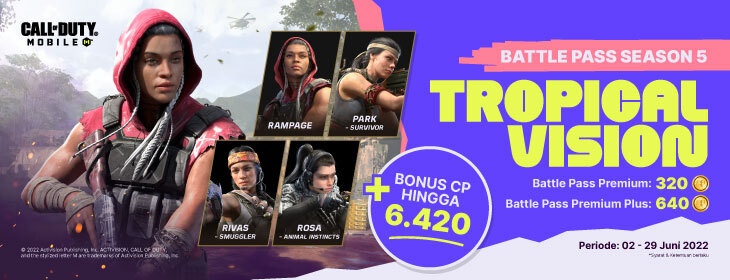 CALL OF DUTY®
MOBILE
RAMPAGE
PARK
- SURVIVOR
RIVAS
- SMUGGLER
ROSA
- ANIMAL INSTINCTS
© 2022 Activision Publishing, Inc. ACTIVISION, CALL OF DUTY,
and the stylized letter M are trademarks of Activision Publishing, Inc.
+ BONUS CP
HINGGA
6.420
BATTLE PASS SEASON 5
TROPICAL
VISION
Battle Pass Premium: 320
Battle Pass Premium Plus: 640
Periode: 02 - 29 Juni 2022
*Syarat & Ketentuan berlaku